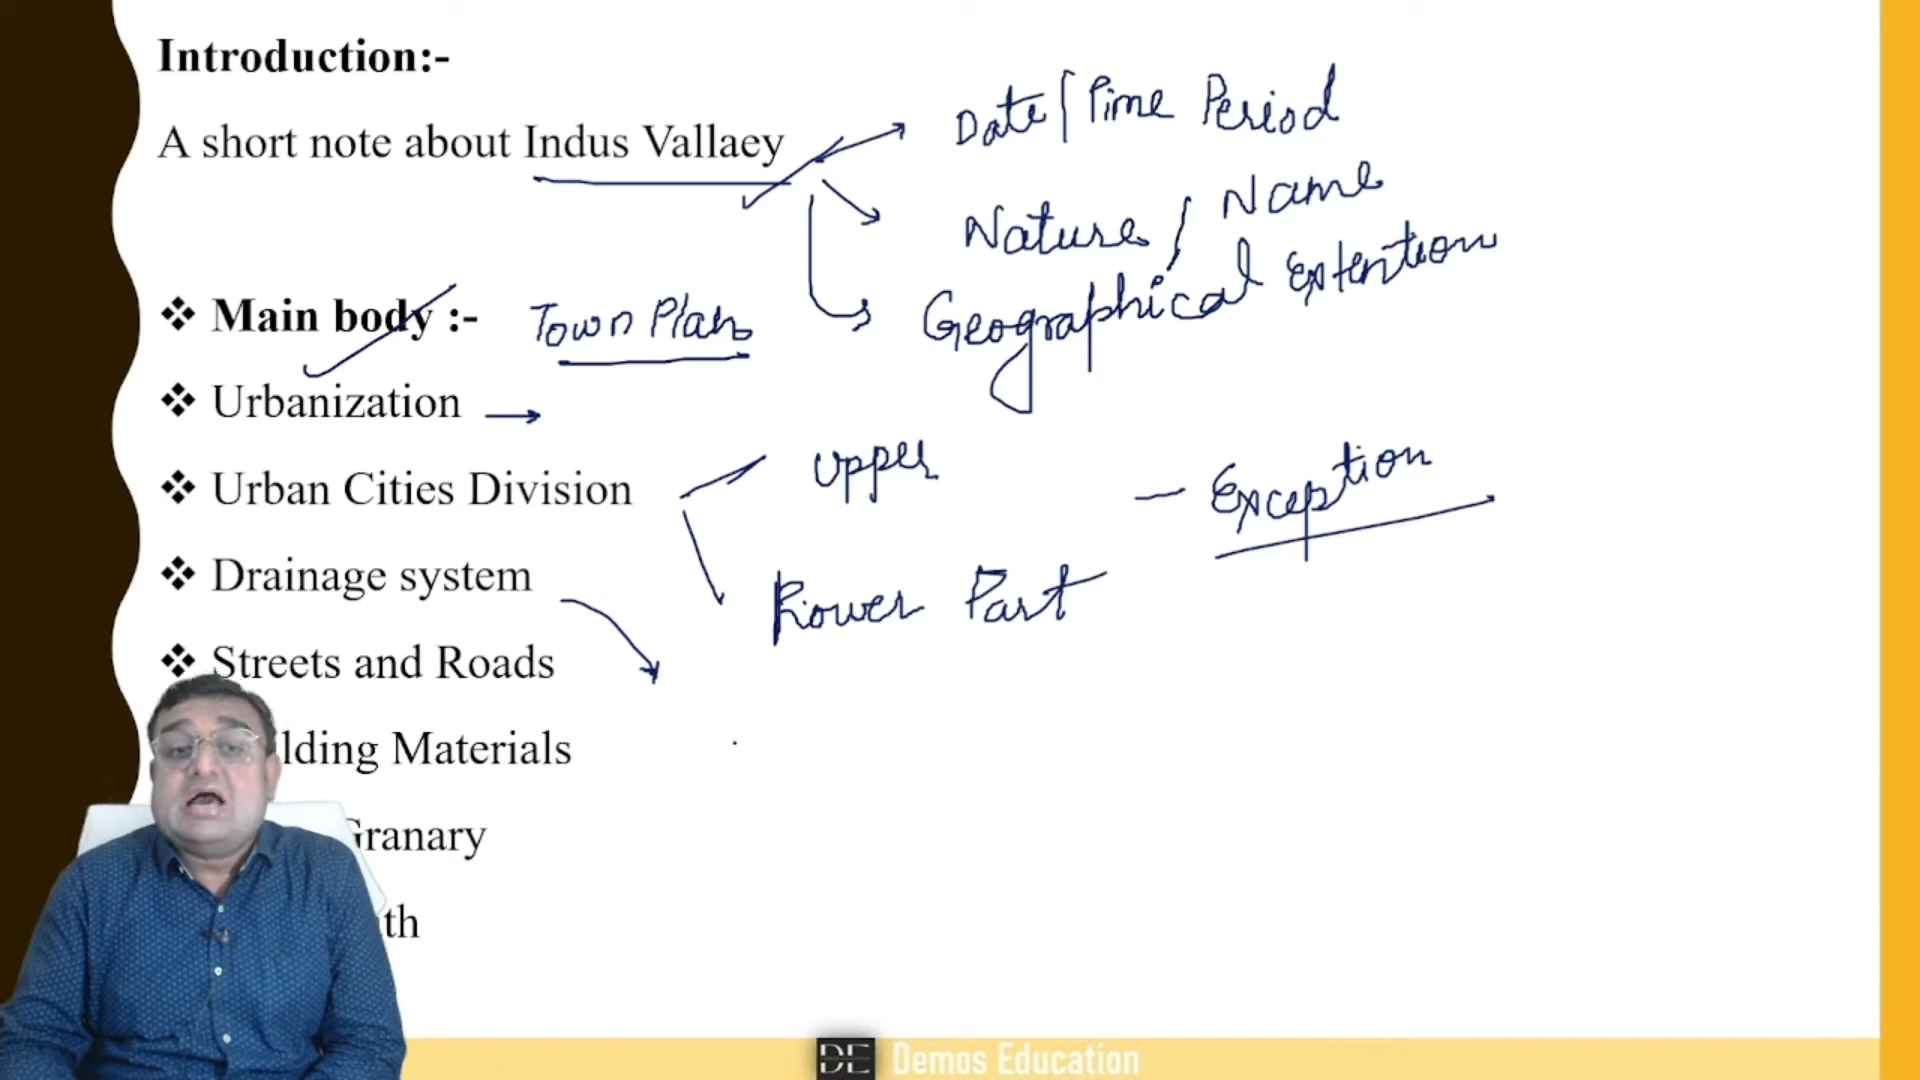 Introduction:-
A short note about Indus Vallaey
Date/Time Period
Nature / Name
Geographical Extention
❖ Main body :- Town Plan
❖ Urbanization →
❖ Urban Cities Division
Upper
Lower Part
— Exception
❖ Drainage system
❖ Streets and Roads
lding Materials
Granary
th
DE Demos Education